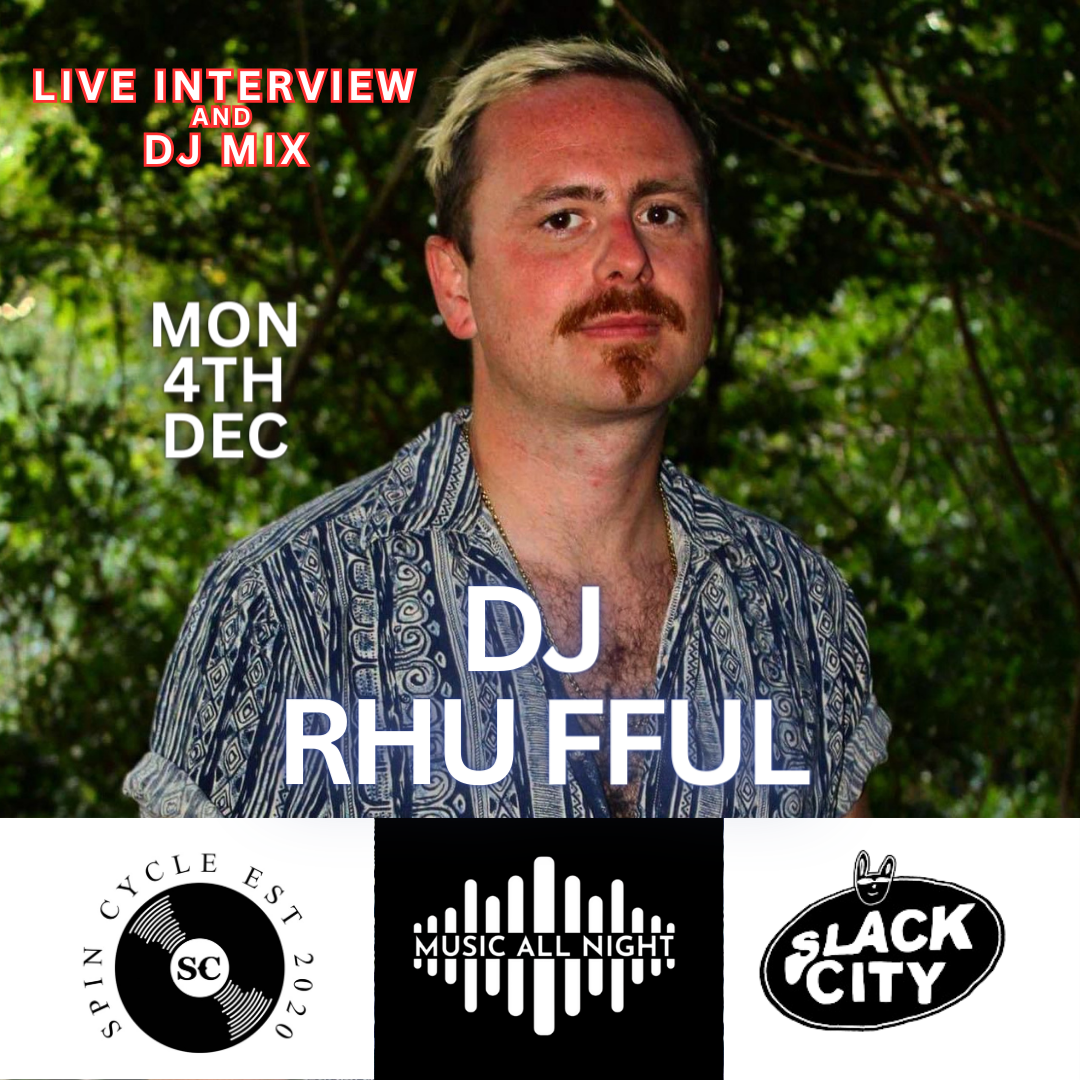 LIVE INTERVIEW
AND
DJ MIX
MON
4TH
DEC
DJ
RHU FFUL
SPIN CYCLE EST 2020
SC
MUSIC ALL NIGHT
SLACK
CITY